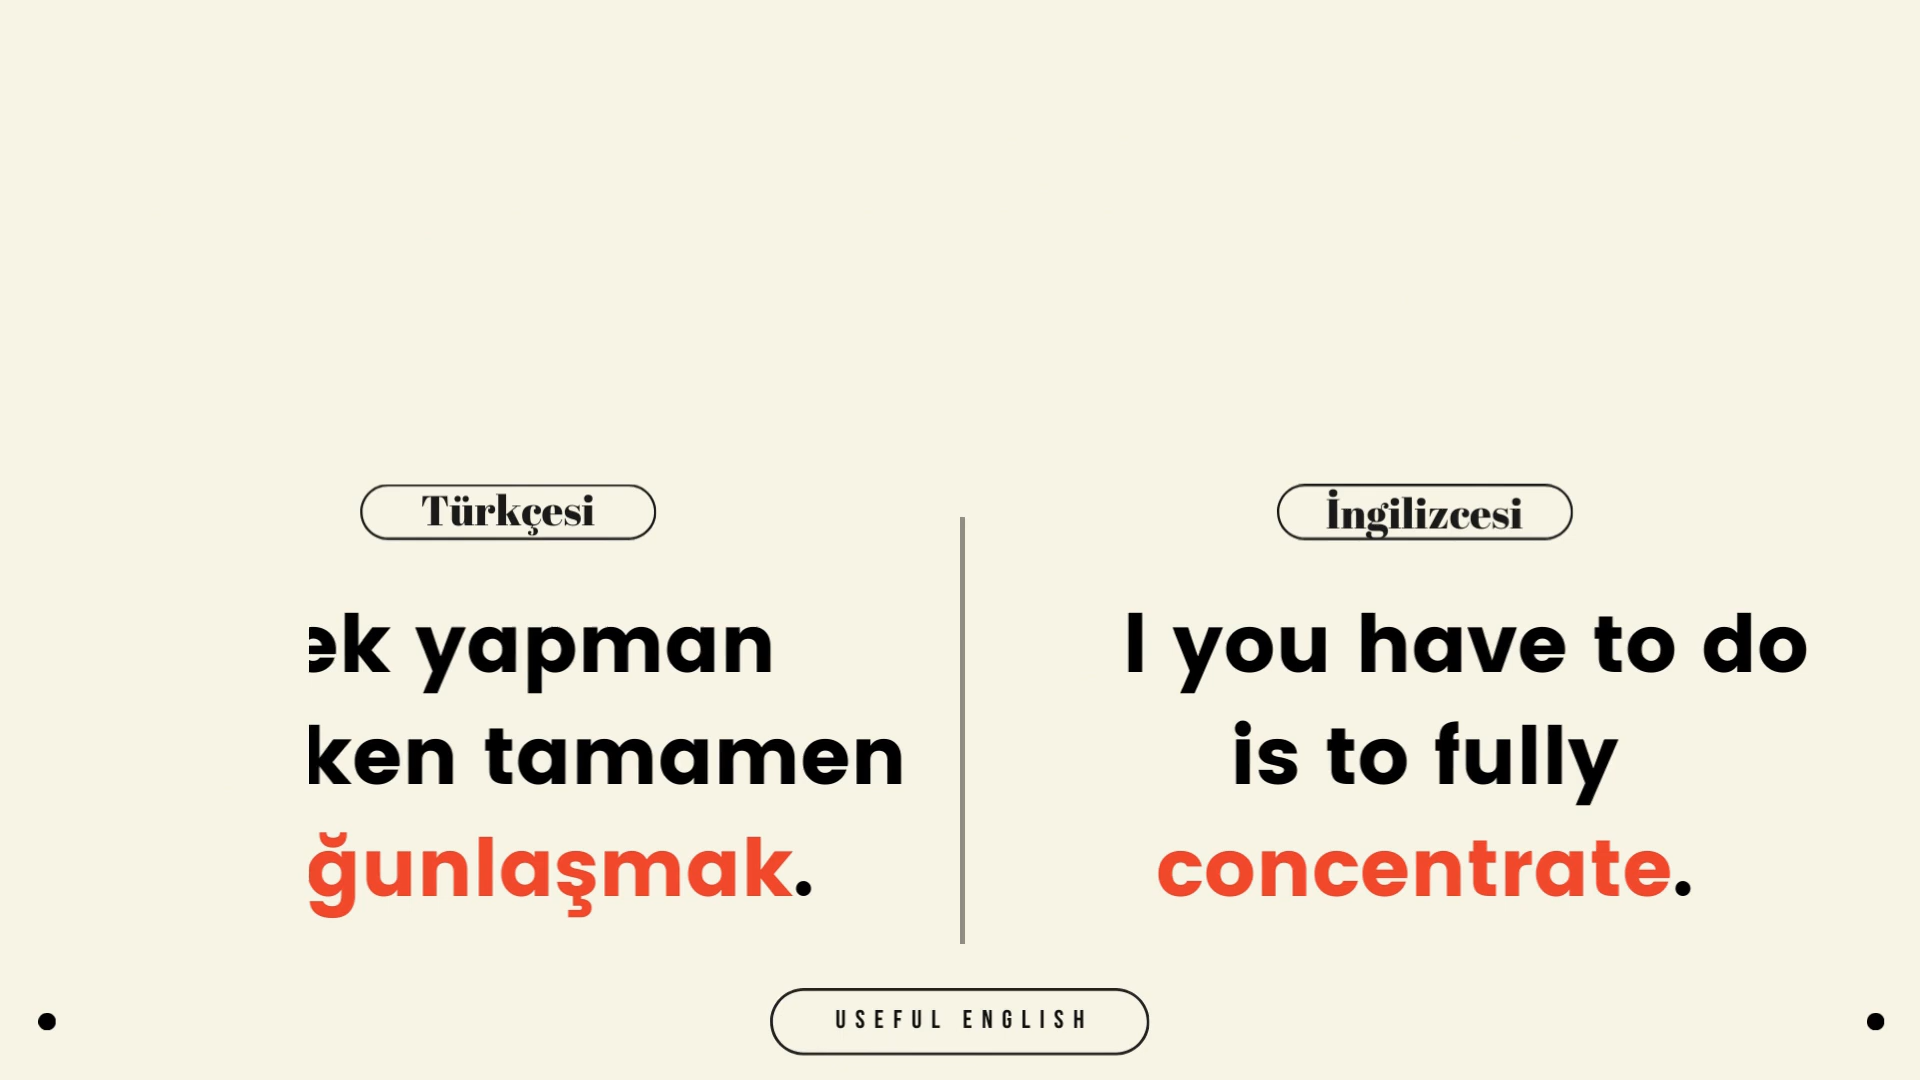 Türkçesi
ek yapman
ken tamamen
ğunlaşmak.
İngilizcesi
l you have to do
is to fully
concentrate.
USEFUL ENGLISH